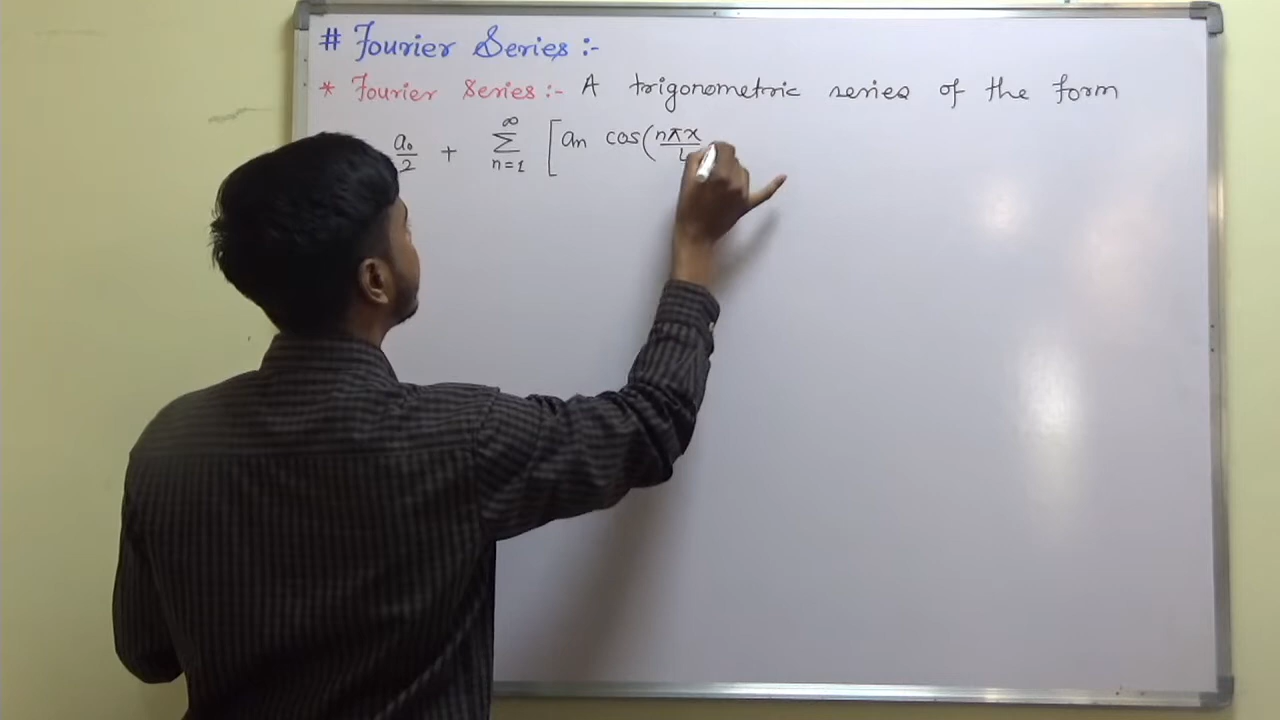 # Fourier Series :-
* Fourier Series :- A trigonometric series of the form
a₀/2 + ∞ Σ n=1 [an cos(nπx/L